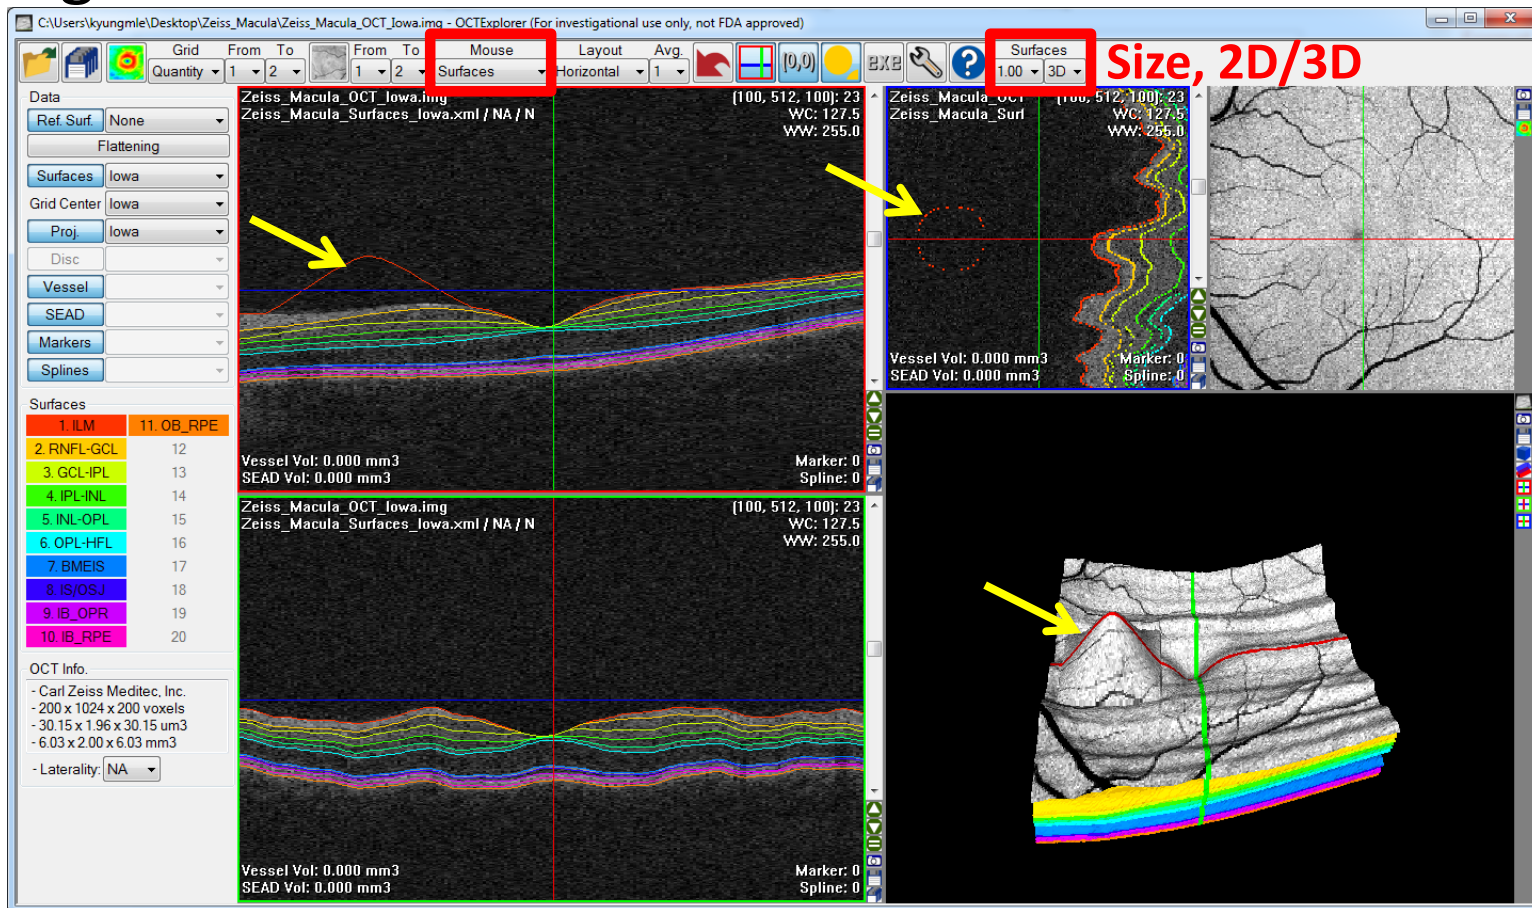 C:\Users\kyungmle\Desktop\Zeiss_Macula\Zeiss_Macula_OCT_Iowa.img - OCTExplorer (For investigational use only, not FDA approved)
Grid From To From To Mouse Layout Avg. Surfaces
Quantity 1 2 1 2 Surfaces Horizontal 1 (0,0) EXE ? 1.00 3D
Size, 2D/3D
Data
Ref. Surf. None
Flattening
Surfaces Iowa
Grid Center Iowa
Proj. Iowa
Disc
Vessel
SEAD
Markers
Splines
Surfaces
1. ILM 11. OB_RPE
2. RNFL-GCL 12
3. GCL-IPL 13
4. IPL-INL 14
5. INL-OPL 15
6. OPL-HFL 16
7. BMEIS 17
8. IS/OSJ 18
9. IB_OPR 19
10. IB_RPE 20
OCT Info.
- Carl Zeiss Meditec, Inc.
- 200 x 1024 x 200 voxels
- 30.15 x 1.96 x 30.15 um3
- 6.03 x 2.00 x 6.03 mm3
- Laterality: NA
Zeiss_Macula_OCT_Iowa.img (100, 512, 100): 23
Zeiss_Macula_Surfaces_Iowa.xml / NA / N WC: 127.5
WW: 255.0
Vessel Vol: 0.000 mm3 Marker: 0
SEAD Vol: 0.000 mm3 Spline: 0
Zeiss_Macula_OCT (100, 512, 100): 23
Zeiss_Macula_Surf WC: 127.5
WW: 255.0
Vessel Vol: 0.000 mm3 Marker: 0
SEAD Vol: 0.000 mm3 Spline: 0
Zeiss_Macula_OCT_Iowa.img (100, 512, 100): 23
Zeiss_Macula_Surfaces_Iowa.xml / NA / N WC: 127.5
WW: 255.0
Vessel Vol: 0.000 mm3 Marker: 0
SEAD Vol: 0.000 mm3 Spline: 0